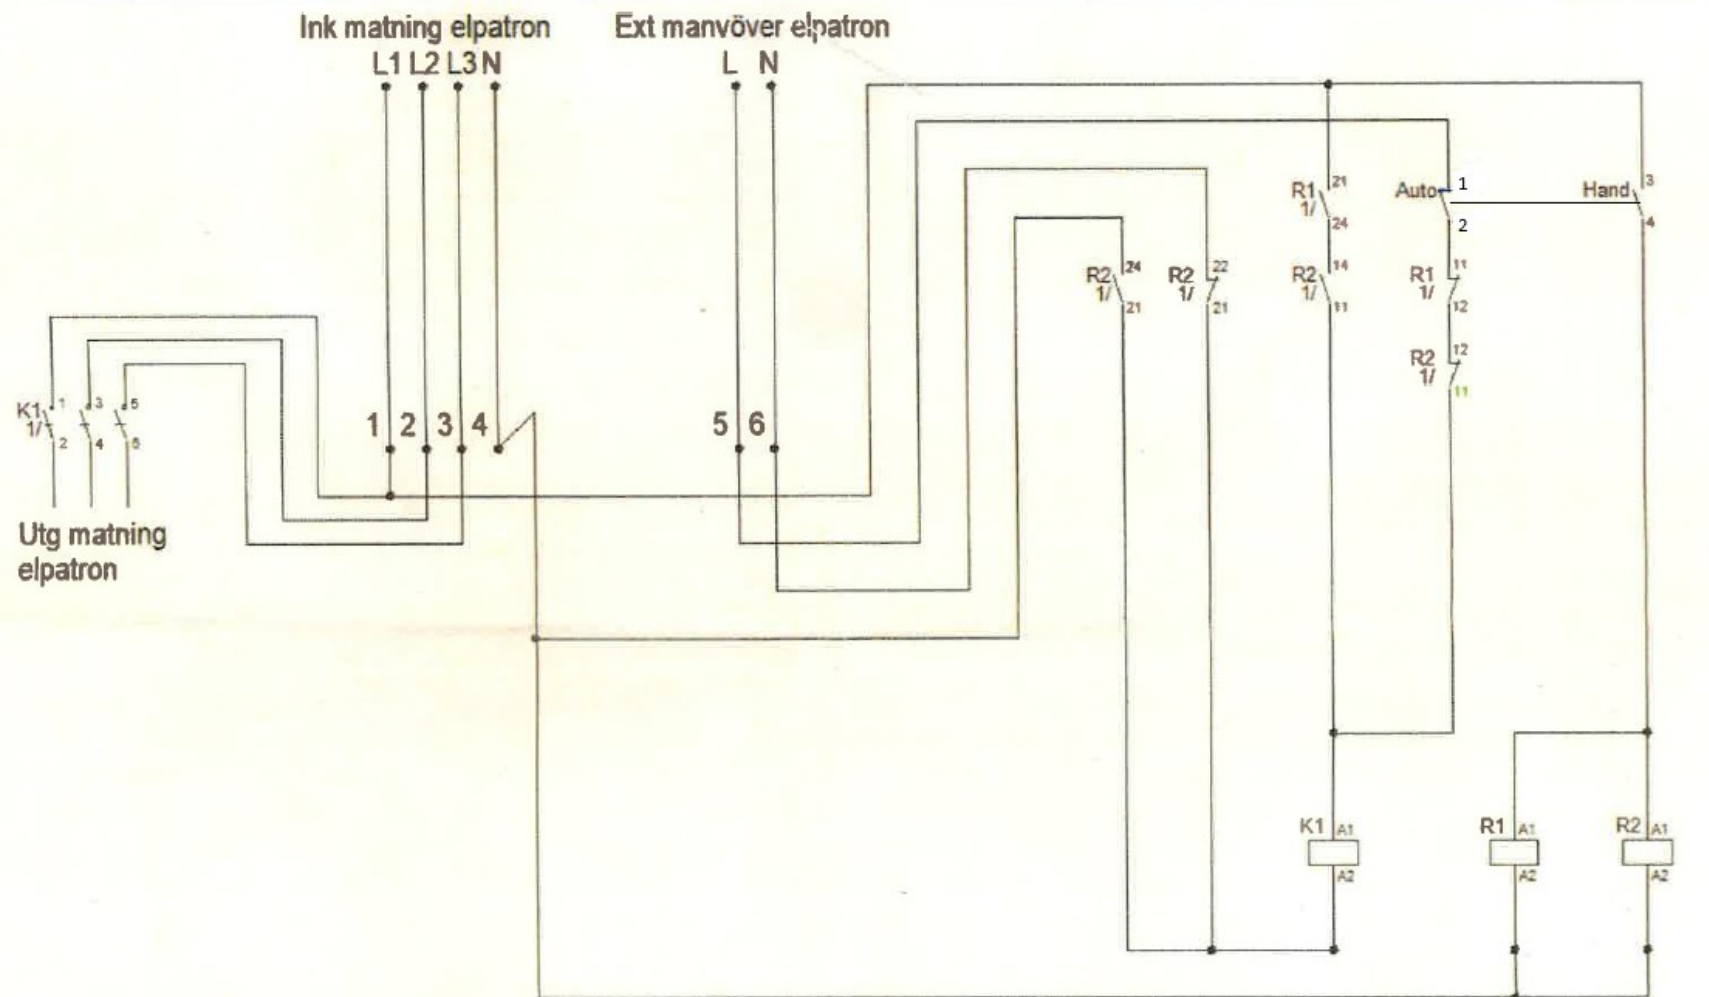 Ink matning elpatron
Ext manvöver elpatron
L1 L2 L3 N
L N
R1
1/
21
24
Auto
1
2
Hand
3
4
R2
1/
24
21
R2
1/
22
21
R2
1/
14
11
R1
1/
11
12
R2
1/
12
11
K1
1/
1
2
3
4
5
6
1 2 3 4
5 6
Utg matning
elpatron
K1
A1
A2
R1
A1
A2
R2
A1
A2